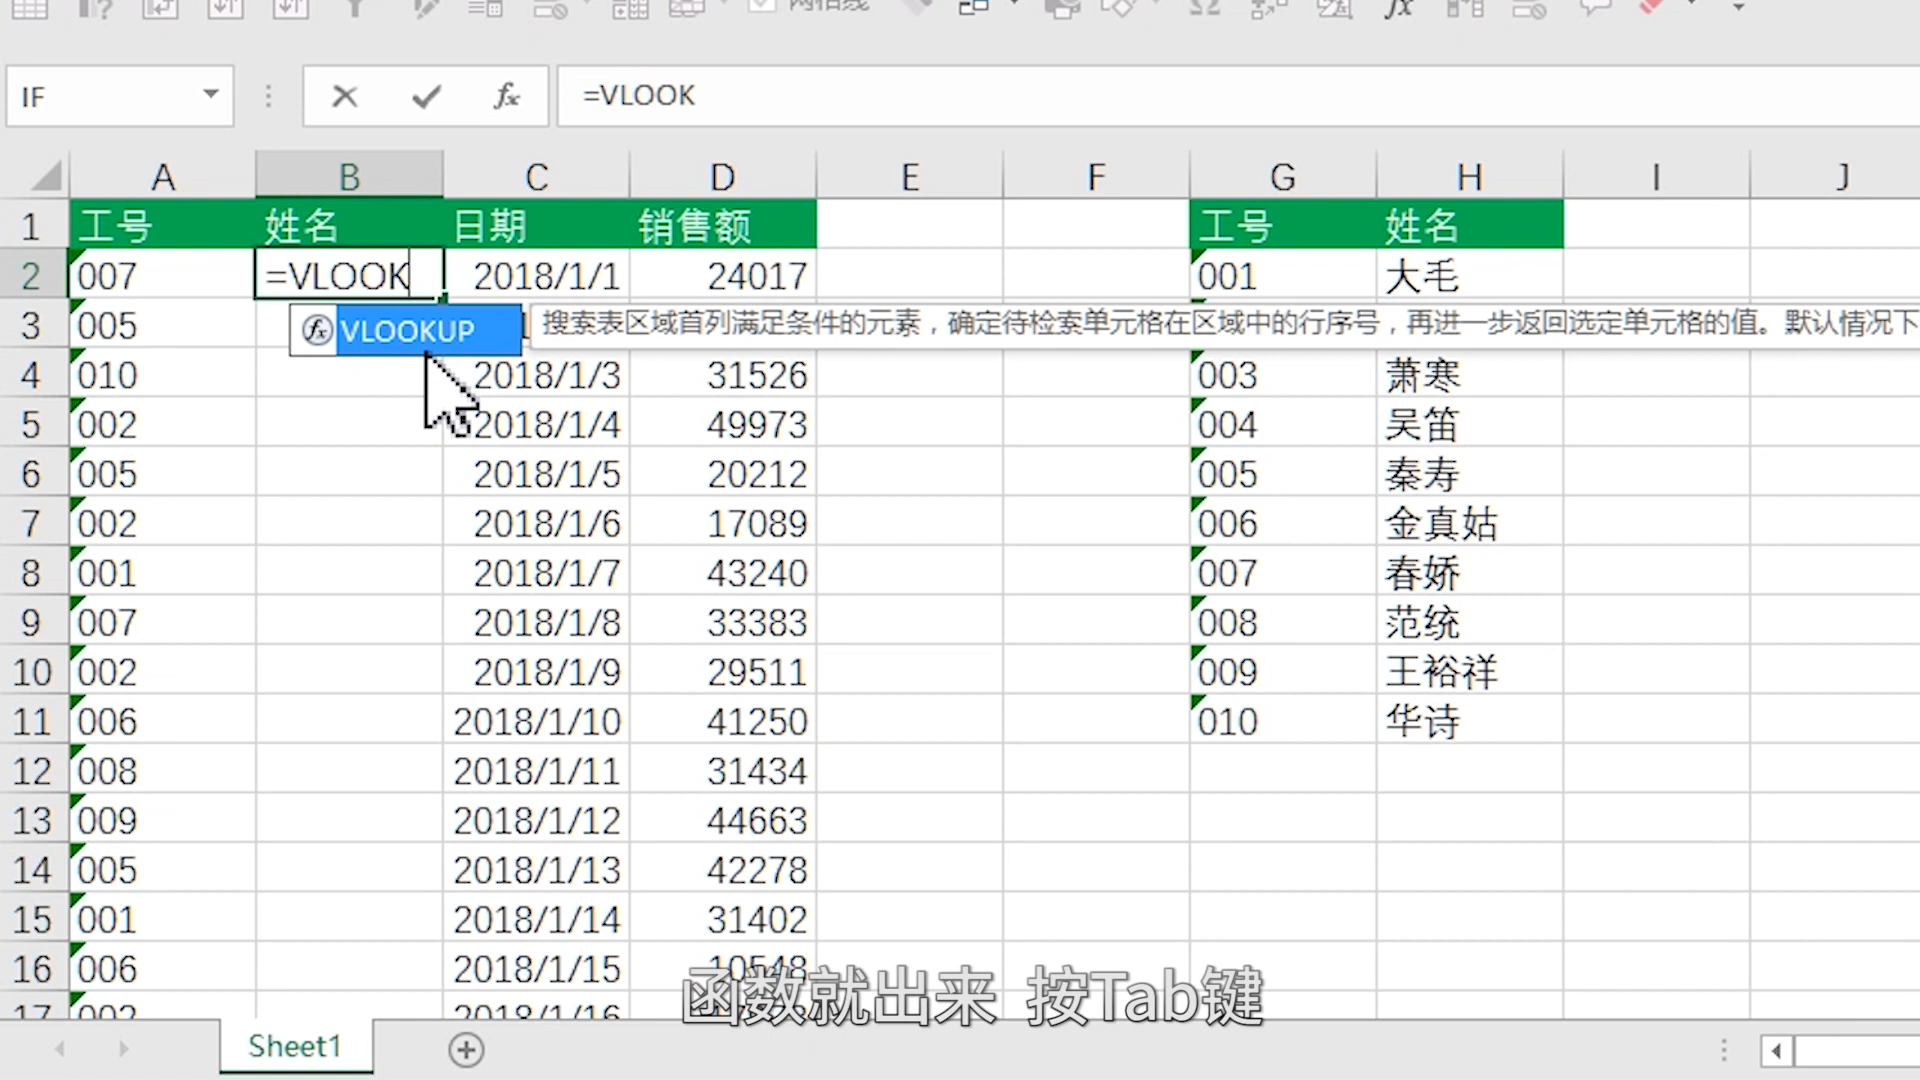 网格线
IF
fx
=VLOOK
A B C D E F G H I J
1 工号 姓名 日期 销售额 工号 姓名
2 007 =VLOOK 2018/1/1 24017 001 大毛
3 005
VLOOKUP
搜索表区域首列满足条件的元素，确定待检索单元格在区域中的行序号，再进一步返回选定单元格的值。默认情况下
4 010 2018/1/3 31526 003 萧寒
5 002 2018/1/4 49973 004 吴笛
6 005 2018/1/5 20212 005 秦寿
7 002 2018/1/6 17089 006 金真姑
8 001 2018/1/7 43240 007 春娇
9 007 2018/1/8 33383 008 范统
10 002 2018/1/9 29511 009 王裕祥
11 006 2018/1/10 41250 010 华诗
12 008 2018/1/11 31434
13 009 2018/1/12 44663
14 005 2018/1/13 42278
15 001 2018/1/14 31402
16 006 2018/1/15 10548
17 002 2018/1/16
函数就出来 按Tab键
Sheet1